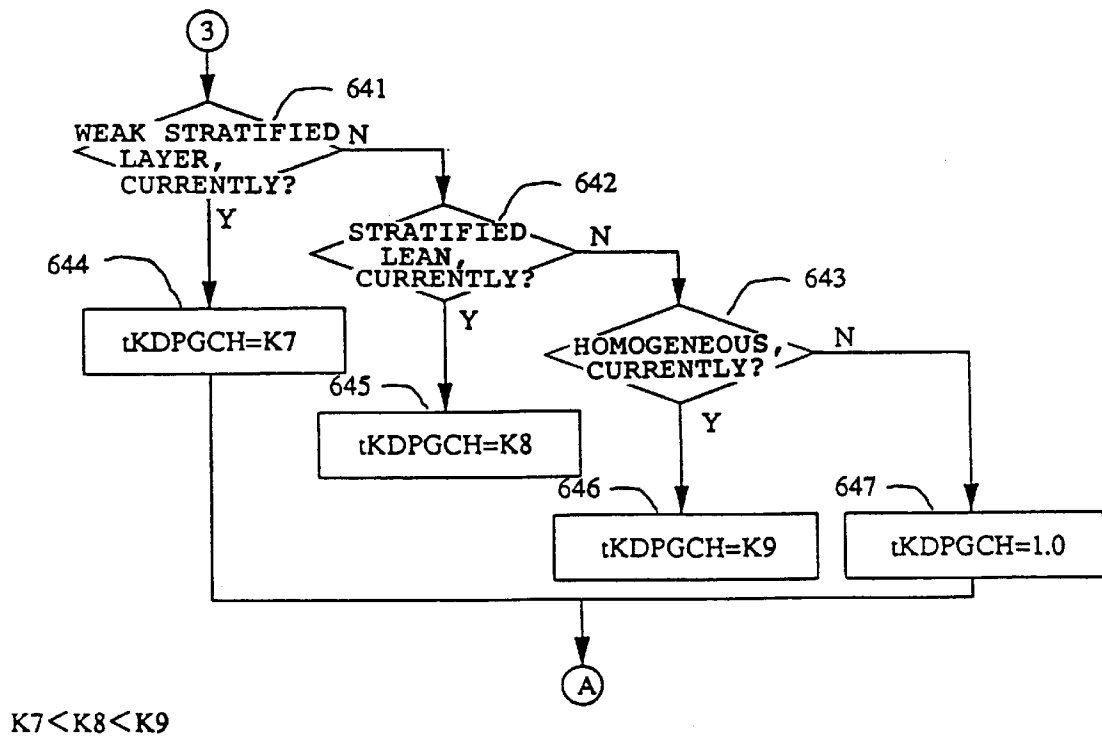 3
641
WEAK STRATIFIED
LAYER,
CURRENTLY?
N
Y
642
STRATIFIED
LEAN,
CURRENTLY?
N
Y
643
HOMOGENEOUS,
CURRENTLY?
N
Y
644
tKDPGCH=K7
645
tKDPGCH=K8
646
tKDPGCH=K9
647
tKDPGCH=1.0
A
K7<K8<K9